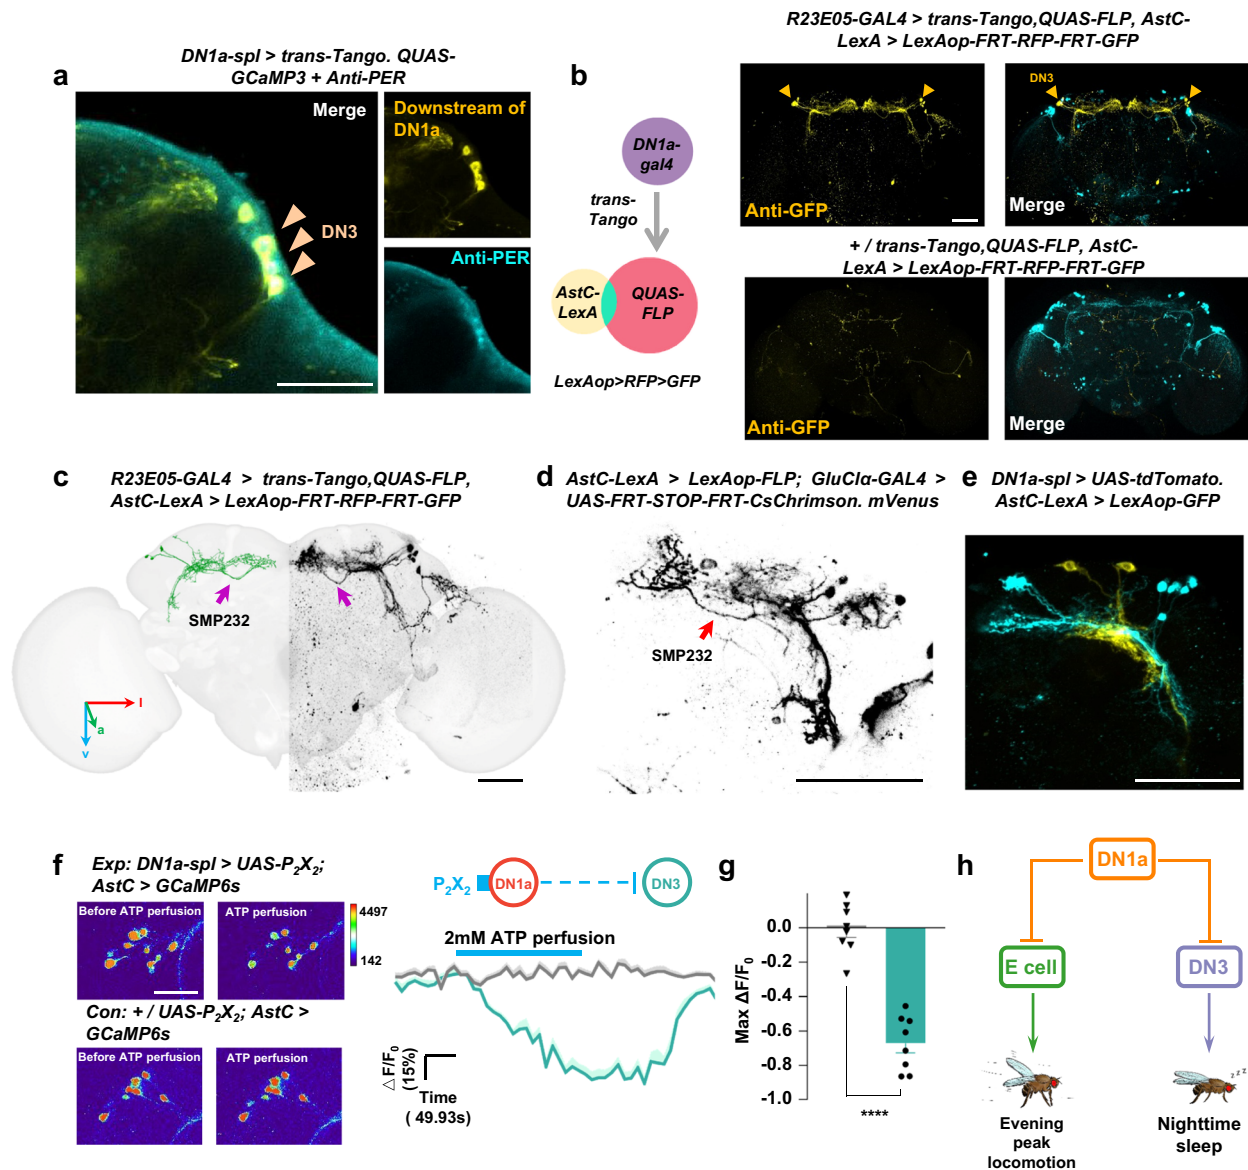 a
DN1a-spl > trans-Tango. QUAS-
GCaMP3 + Anti-PER
Merge
DN3
Downstream of
DN1a
Anti-PER
b
DN1a-
gal4
trans-
Tango
AstC-
LexA
QUAS-
FLP
LexAop>RFP>GFP
R23E05-GAL4 > trans-Tango,QUAS-FLP, AstC-
LexA > LexAop-FRT-RFP-FRT-GFP
Anti-GFP
DN3
Merge
+ / trans-Tango,QUAS-FLP, AstC-
LexA > LexAop-FRT-RFP-FRT-GFP
Anti-GFP
Merge
c
R23E05-GAL4 > trans-Tango,QUAS-FLP,
AstC-LexA > LexAop-FRT-RFP-FRT-GFP
SMP232
l
a
v
d
AstC-LexA > LexAop-FLP; GluClα-GAL4 >
UAS-FRT-STOP-FRT-CsChrimson. mVenus
SMP232
e
DN1a-spl > UAS-tdTomato.
AstC-LexA > LexAop-GFP
f
Exp: DN1a-spl > UAS-P₂X₂;
AstC > GCaMP6s
Before ATP perfusion
ATP perfusion
4497
142
Con: + / UAS-P₂X₂; AstC >
GCaMP6s
Before ATP perfusion
ATP perfusion
P₂X₂
DN1a
DN3
2mM ATP perfusion
△ F/F₀
(15%)
Time
( 49.93s)
g
Max ΔF/F₀
0.0
-0.2
-0.4
-0.6
-0.8
-1.0
****
h
DN1a
E cell
DN3
z z z
Evening
peak
locomotion
Nighttime
sleep